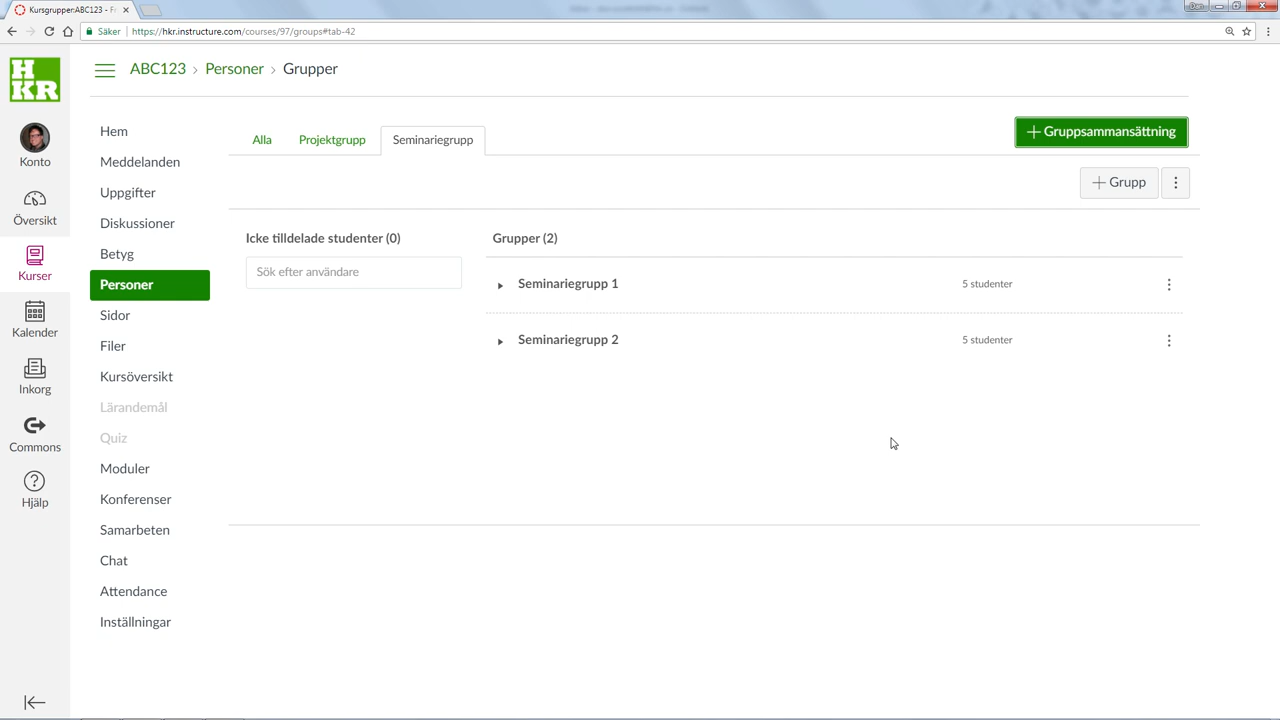 Kursgrupper:ABC123 - Fö
Säker
https://hkr.instructure.com/courses/97/groups#tab-42
HKR
ABC123 › Personer › Grupper
Konto
Översikt
Kurser
Kalender
Inkorg
Commons
Hjälp
Hem
Meddelanden
Uppgifter
Diskussioner
Betyg
Personer
Sidor
Filer
Kursöversikt
Lärandemål
Quiz
Moduler
Konferenser
Samarbeten
Chat
Attendance
Inställningar
Alla
Projektgrupp
Seminariegrupp
+ Gruppsammansättning
+ Grupp
Icke tilldelade studenter (0)
Sök efter användare
Grupper (2)
Seminariegrupp 1
5 studenter
Seminariegrupp 2
5 studenter